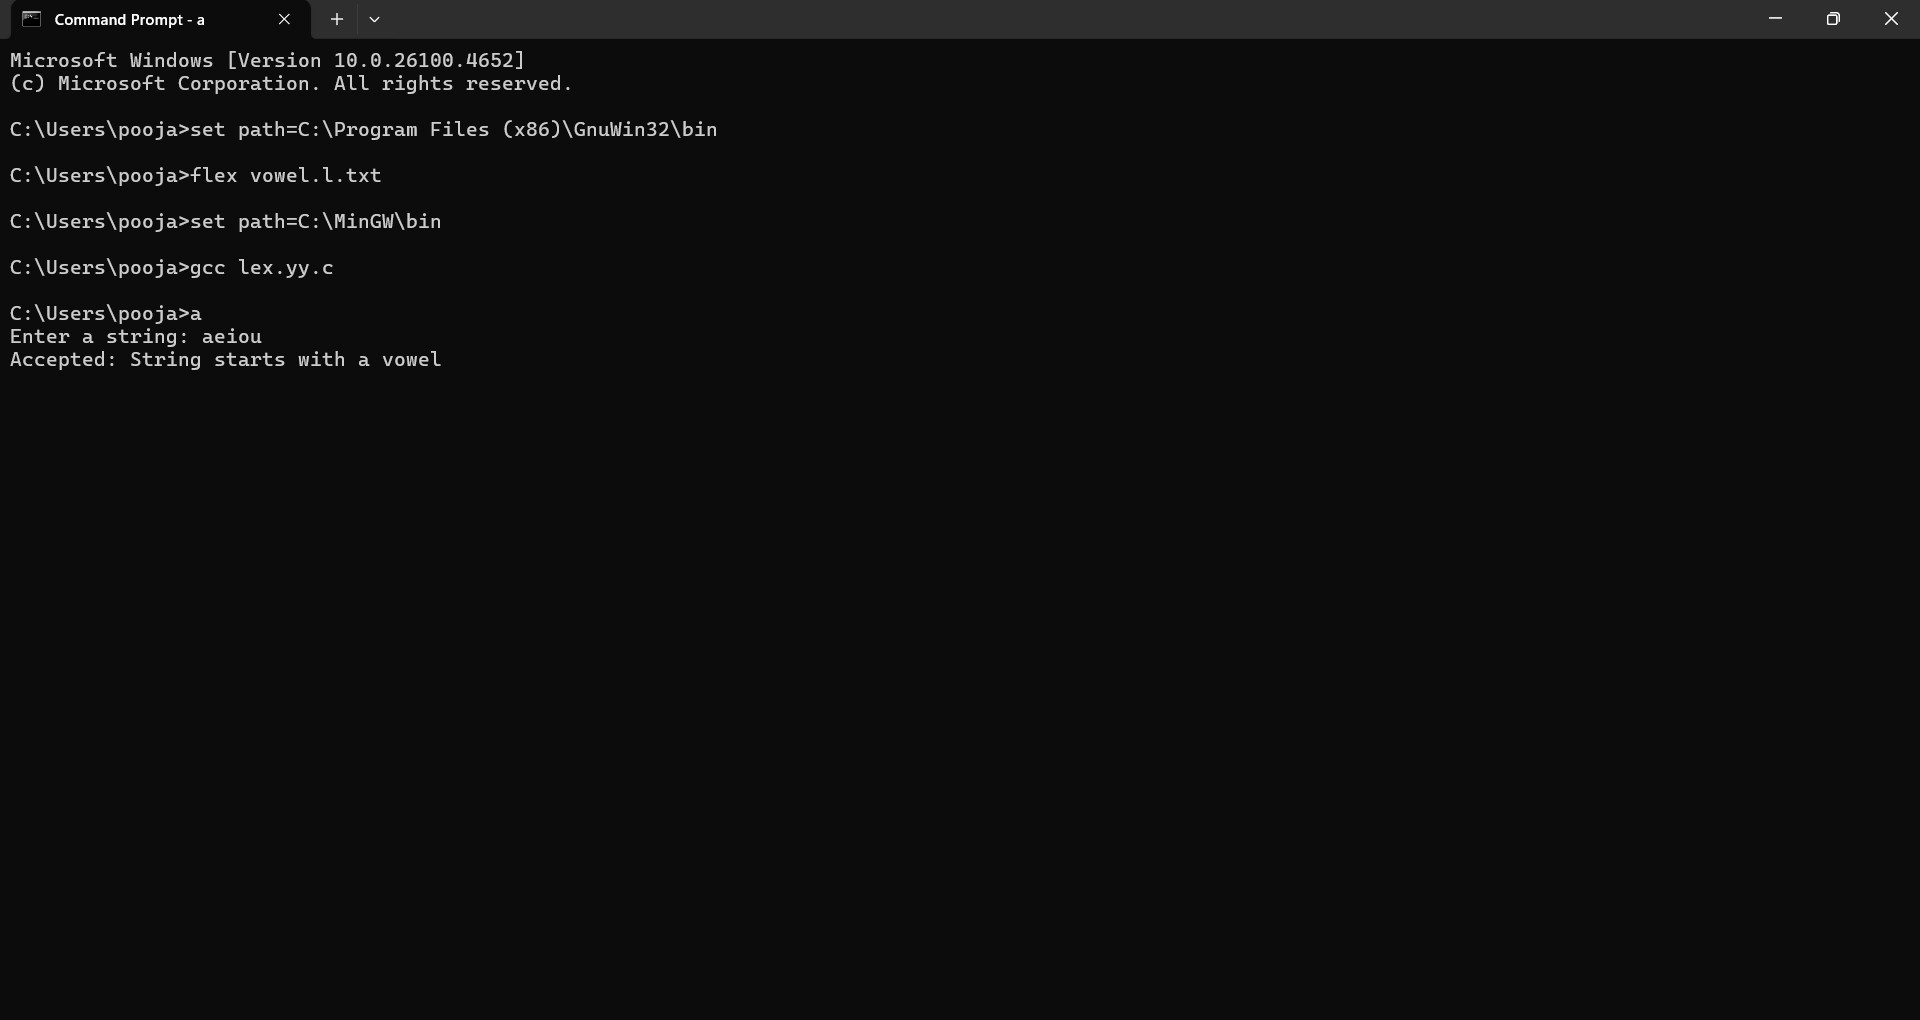 Command Prompt - a
Microsoft Windows [Version 10.0.26100.4652]
(c) Microsoft Corporation. All rights reserved.
C:\Users\pooja>set path=C:\Program Files (x86)\GnuWin32\bin
C:\Users\pooja>flex vowel.l.txt
C:\Users\pooja>set path=C:\MinGW\bin
C:\Users\pooja>gcc lex.yy.c
C:\Users\pooja>a
Enter a string: aeiou
Accepted: String starts with a vowel